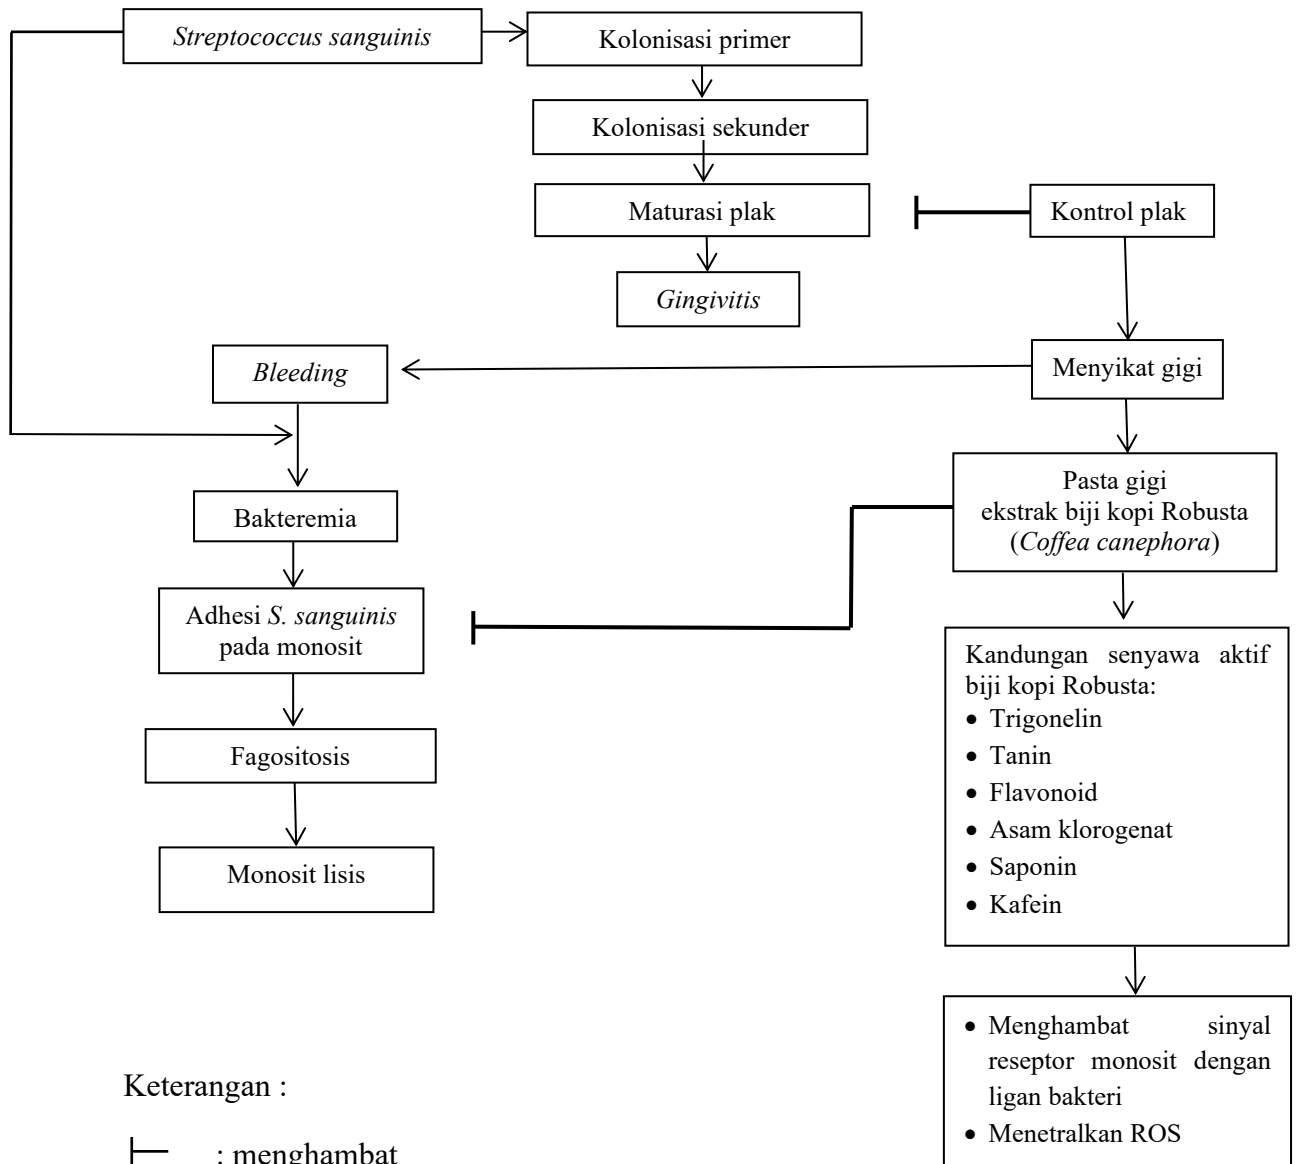 Streptococcus sanguinis
Kolonisasi primer
Kolonisasi sekunder
Maturasi plak
Kontrol plak
Gingivitis
Bleeding
Menyikat gigi
Pasta gigi
ekstrak biji kopi Robusta
(Coffea canephora)
Bakteremia
Adhesi S. sanguinis
pada monosit
Kandungan senyawa aktif
biji kopi Robusta:
• Trigonelin
• Tanin
• Flavonoid
• Asam klorogenat
• Saponin
• Kafein
Fagositosis
Monosit lisis
• Menghambat sinyal
reseptor monosit dengan
ligan bakteri
• Menetralkan ROS
Keterangan :
: menghambat